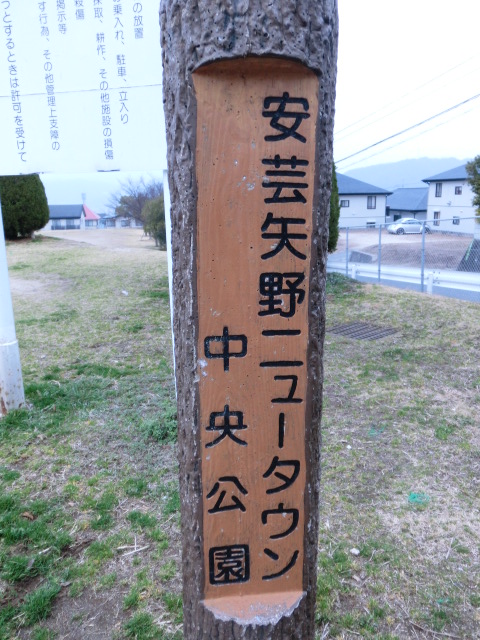 安芸矢野ニュータウン
中央公園
の放置
乗入れ、駐車、立入り
採取、耕作、その他施設の損傷
殺傷
掲示等
す行為、その他管理上支障の
っとするときは許可を受けて